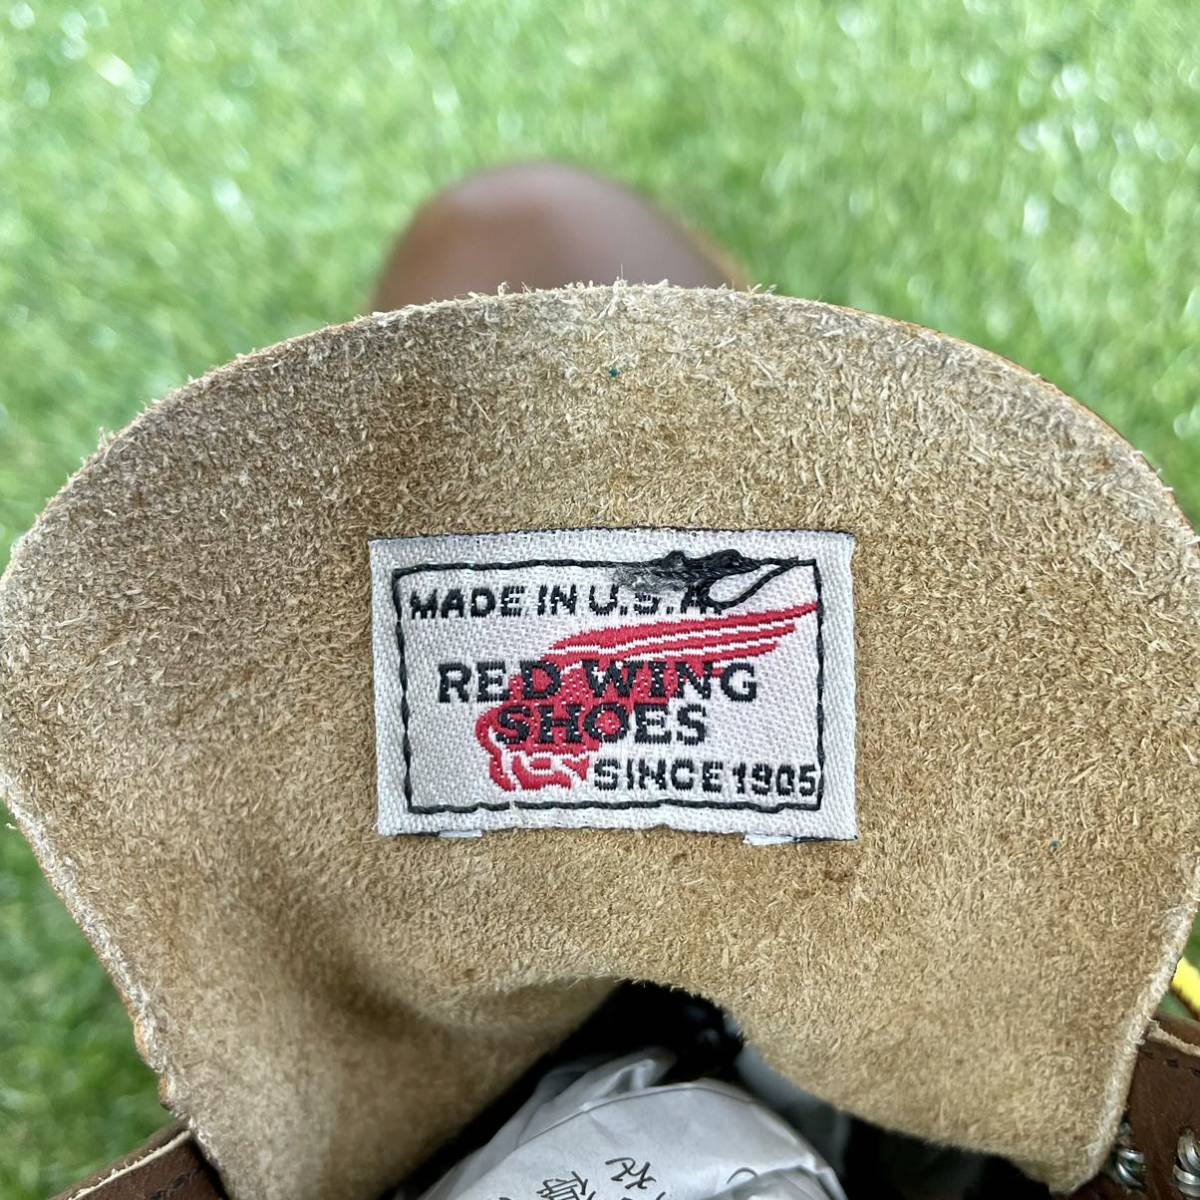 MADE IN U.S.A.
RED WING
SHOES
SINCE 1905